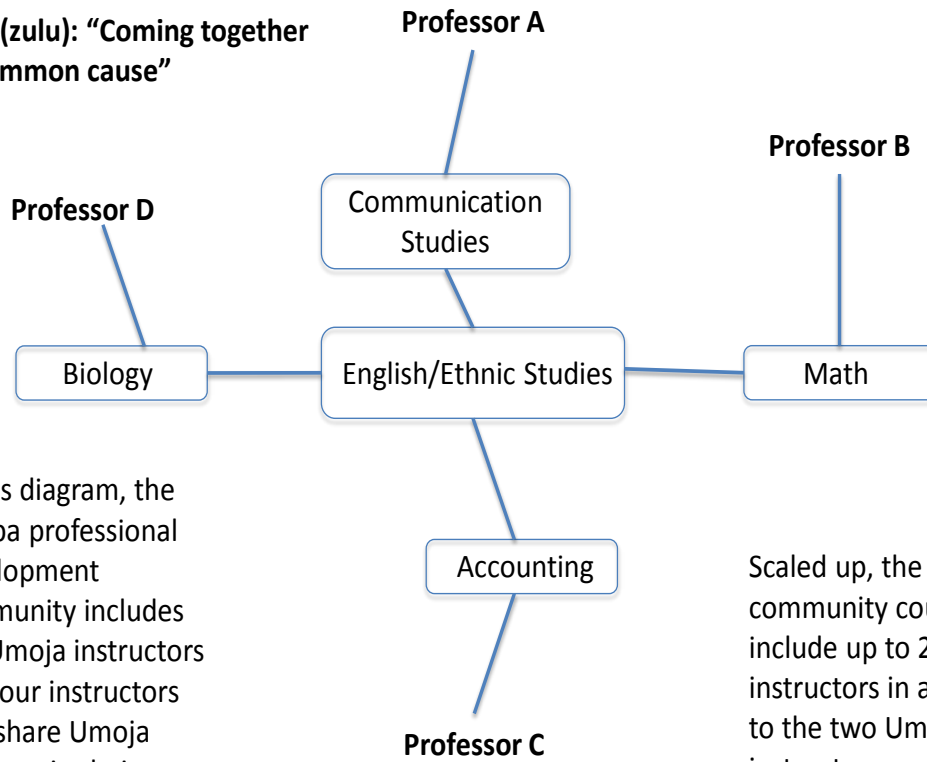 (zulu): “Coming together
mmon cause”
Professor A
Professor B
Professor D
Communication
Studies
Biology
English/Ethnic Studies
Math
Accounting
Professor C
s diagram, the
professional
lopment
munity includes
Umoja instructors
our instructors
share Umoja
Scaled up, the
community cou
include up to 2
instructors in a
to the two Um